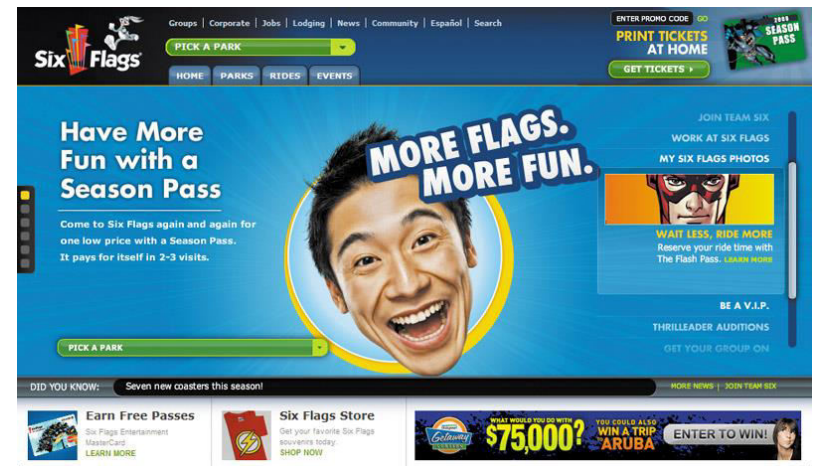 Groups | Corporate | Jobs | Lodging | News | Community | Español | Search
ENTER PROMO CODE GO
PICK A PARK
PRINT TICKETS
AT HOME
GET TICKETS
2008
SEASON
PASS
Six Flags
HOME PARKS RIDES EVENTS
Have More
Fun with a
Season Pass
Come to Six Flags again and again for
one low price with a Season Pass.
It pays for itself in 2-3 visits.
PICK A PARK
MORE FLAGS.
MORE FUN.
JOIN TEAM SIX
WORK AT SIX FLAGS
MY SIX FLAGS PHOTOS
WAIT LESS, RIDE MORE
Reserve your ride time with
The Flash Pass. LEARN MORE
BE A V.I.P.
THRILLEADER AUDITIONS
GET YOUR GROUP ON
DID YOU KNOW: Seven new coasters this season!
MORE NEWS | JOIN TEAM SIX
Earn Free Passes
Six Flags Entertainment
MasterCard
LEARN MORE
Six Flags Store
Get your favorite Six Flags
souvenirs today.
SHOP NOW
Getaway
WHAT WOULD YOU DO WITH
$75,000?
YOU COULD ALSO
WIN A TRIP
ARUBA
ENTER TO WIN!